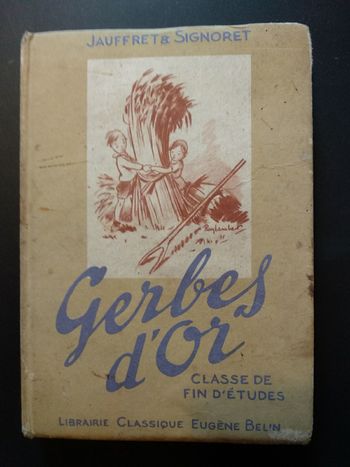 JAUFFRET & SIGNORET
Gerbes
d'Or
CLASSE DE
FIN D'ÉTUDES
LIBRAIRIE CLASSIQUE EUGÈNE BELIN